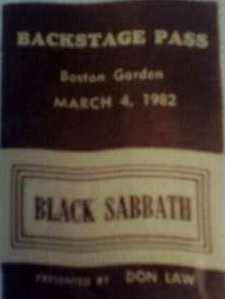 BACKSTAGE PASS
Boston Garden
MARCH 4, 1982
BLACK SABBATH
PRESENTED BY DON LAW